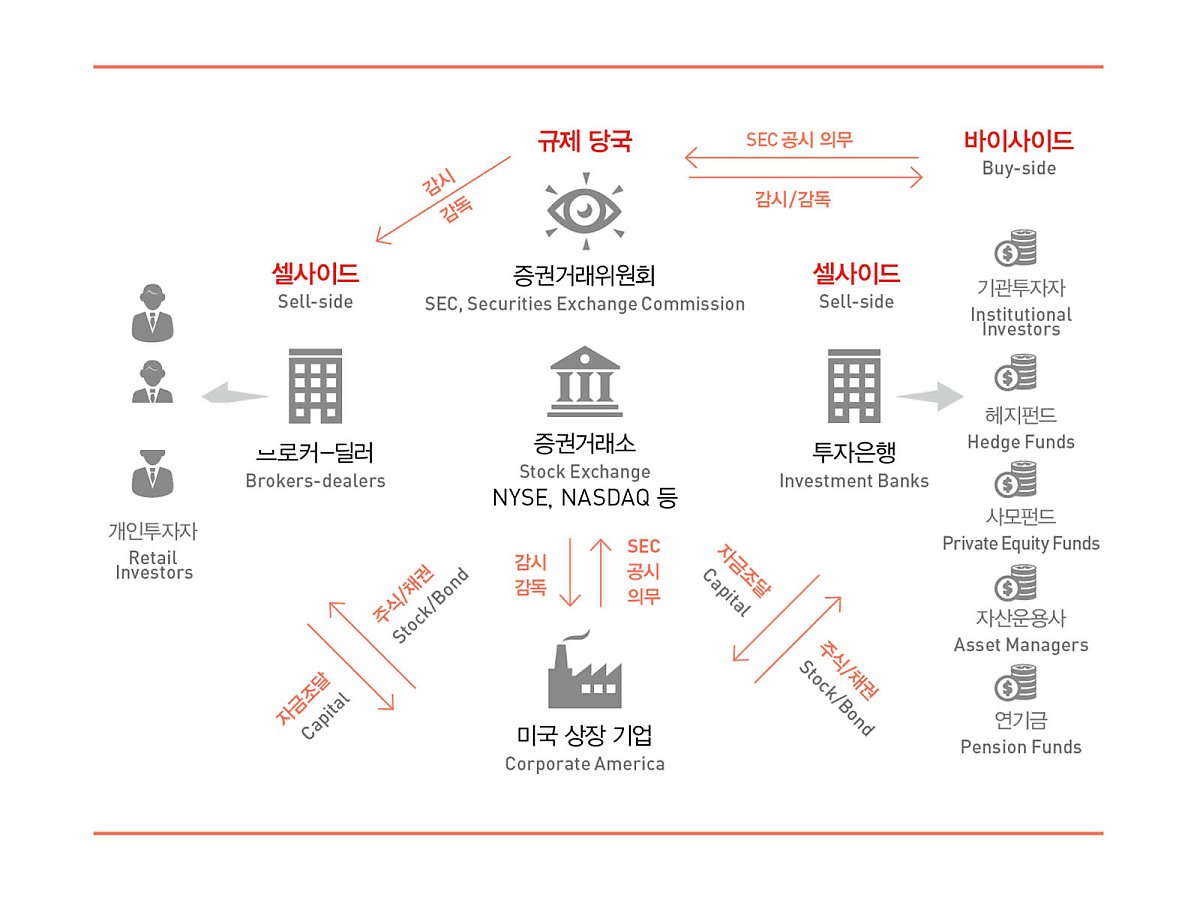 규제 당국
SEC 공시 의무
바이사이드
Buy-side
감시
감독
감시/감독
셀사이드
Sell-side
증권거래위원회
SEC, Securities Exchange Commission
셀사이드
Sell-side
기관투자자
Institutional
Investors
브로커-딜러
Brokers-dealers
증권거래소
Stock Exchange
NYSE, NASDAQ 등
투자은행
Investment Banks
헤지펀드
Hedge Funds
사모펀드
Private Equity Funds
개인투자자
Retail
Investors
감시
감독
SEC
공시
의무
주식/채권
Stock/Bond
자금조달
Capital
자금조달
Capital
주식/채권
Stock/Bond
자산운용사
Asset Managers
미국 상장 기업
Corporate America
연기금
Pension Funds